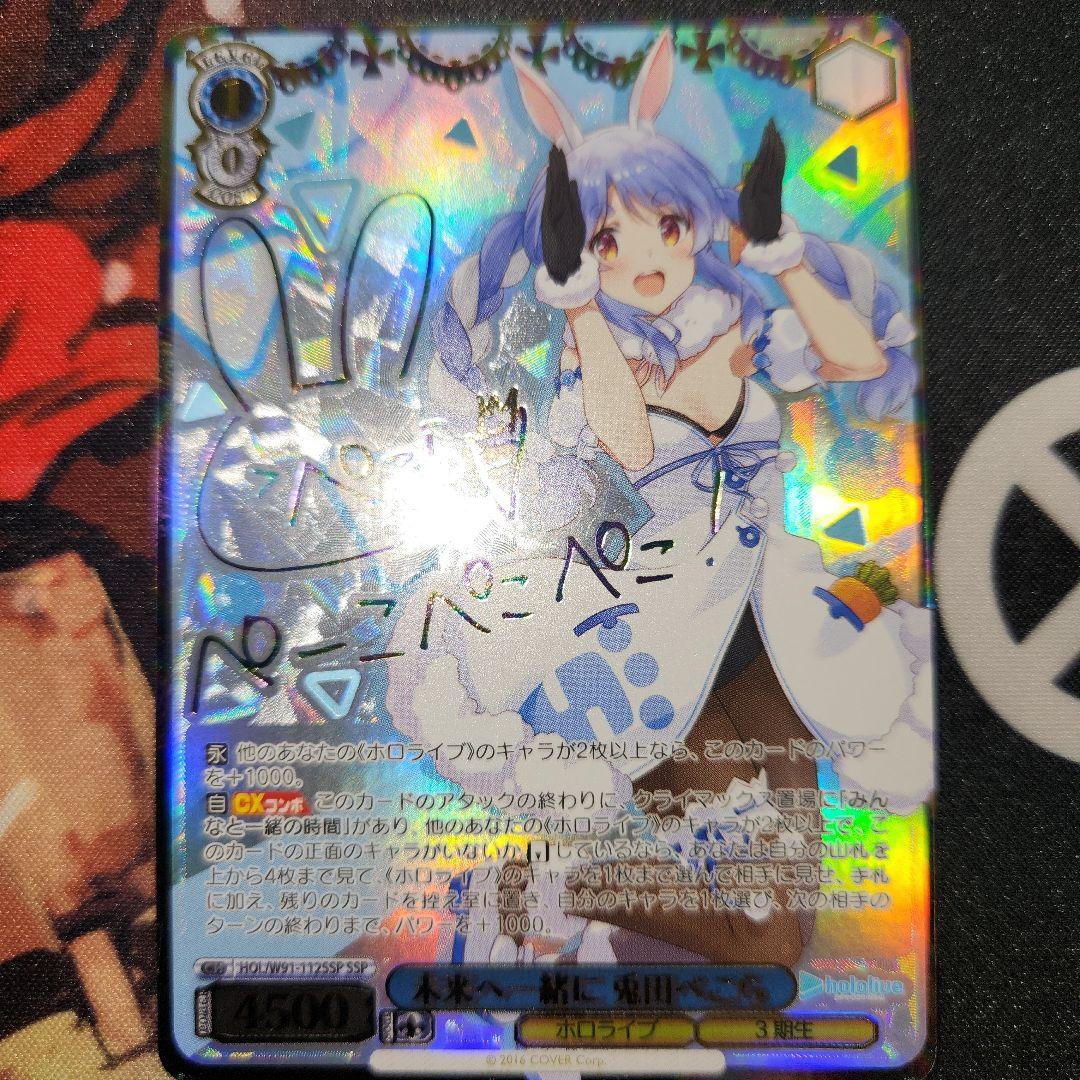 1
0
ぺーこぺこぺこ!
永 他のあなたの《ホロライブ》のキャラが2枚以上なら、このカードのパワー
を+1000。
自 CXコンボ このカードのアタックの終わりに、クライマックス置場に「みん
なと一緒の時間」があり、他のあなたの《ホロライブ》のキャラが2枚以上で、こ
のカードの正面のキャラがいないか しているなら、あなたは自分の山札を
上から4枚まで見て、《ホロライブ》のキャラを1枚まで選んで相手に見せ、手札
に加え、残りのカードを控え室に置き、自分のキャラを1枚選び、次の相手の
ターンの終わりまで、パワーを+1000。
HOL/W91-112SSP SSP
未来へ一緒に 兎田ぺこら
hololive
4500
ホロライブ
3期生
© 2016 COVER Corp.